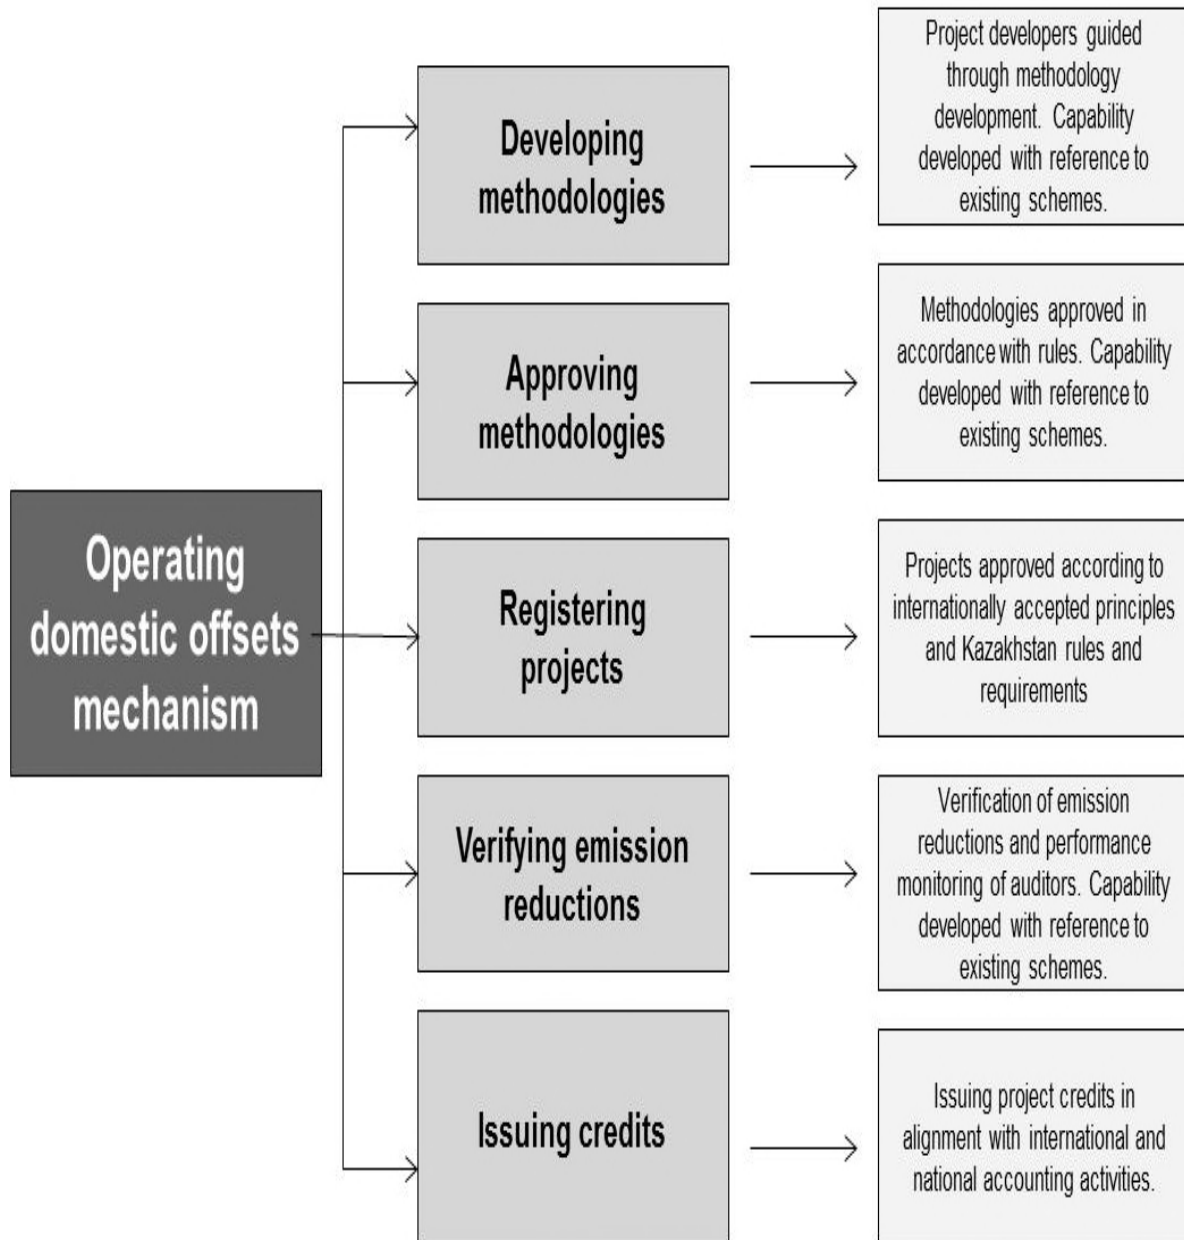 Operating
domestic offsets
mechanism
Developing
methodologies
Project developers guided
through methodology
development. Capability
developed with reference to
existing schemes.
Approving
methodologies
Methodologies approved in
accordance with rules. Capability
developed with reference to
existing schemes.
Registering
projects
Projects approved according to
internationally accepted principles
and Kazakhstan rules and
requirements
Verifying emission
reductions
Verification of emission
reductions and performance
monitoring of auditors. Capability
developed with reference to
existing schemes.
Issuing credits
Issuing project credits in
alignment with international and
national accounting activities.